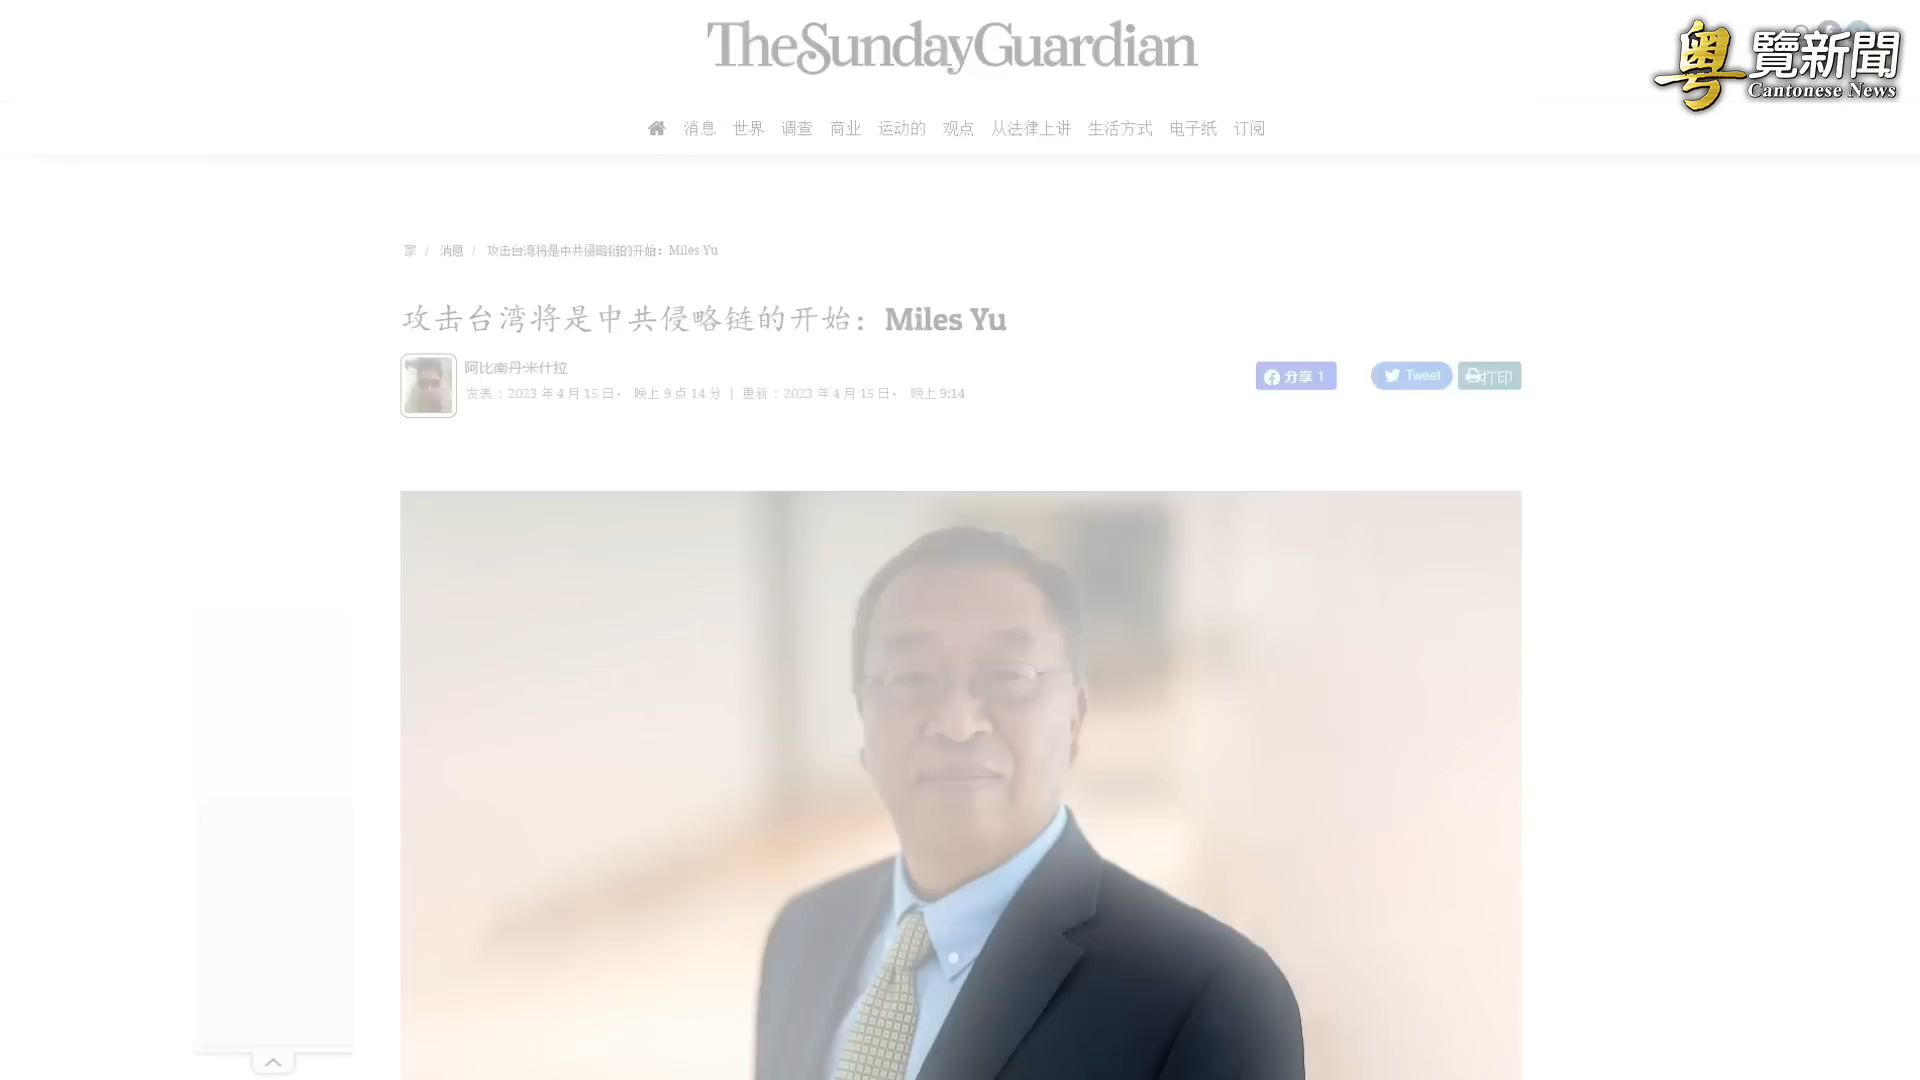 TheSundayGuardian
粤覽新聞
Cantonese News
消息 世界 调查 商业 运动的 观点 从法律上讲 生活方式 电子纸 订阅
家 / 消息 / 攻击台湾将是中共侵略链的开始：Miles Yu
攻击台湾将是中共侵略链的开始：Miles Yu
阿比南丹·米什拉
发表：2023 年 4 月 15 日， 晚上 9 点 14 分 | 更新：2023 年 4 月 15 日， 晚上 9:14
分享 1
Tweet
打印